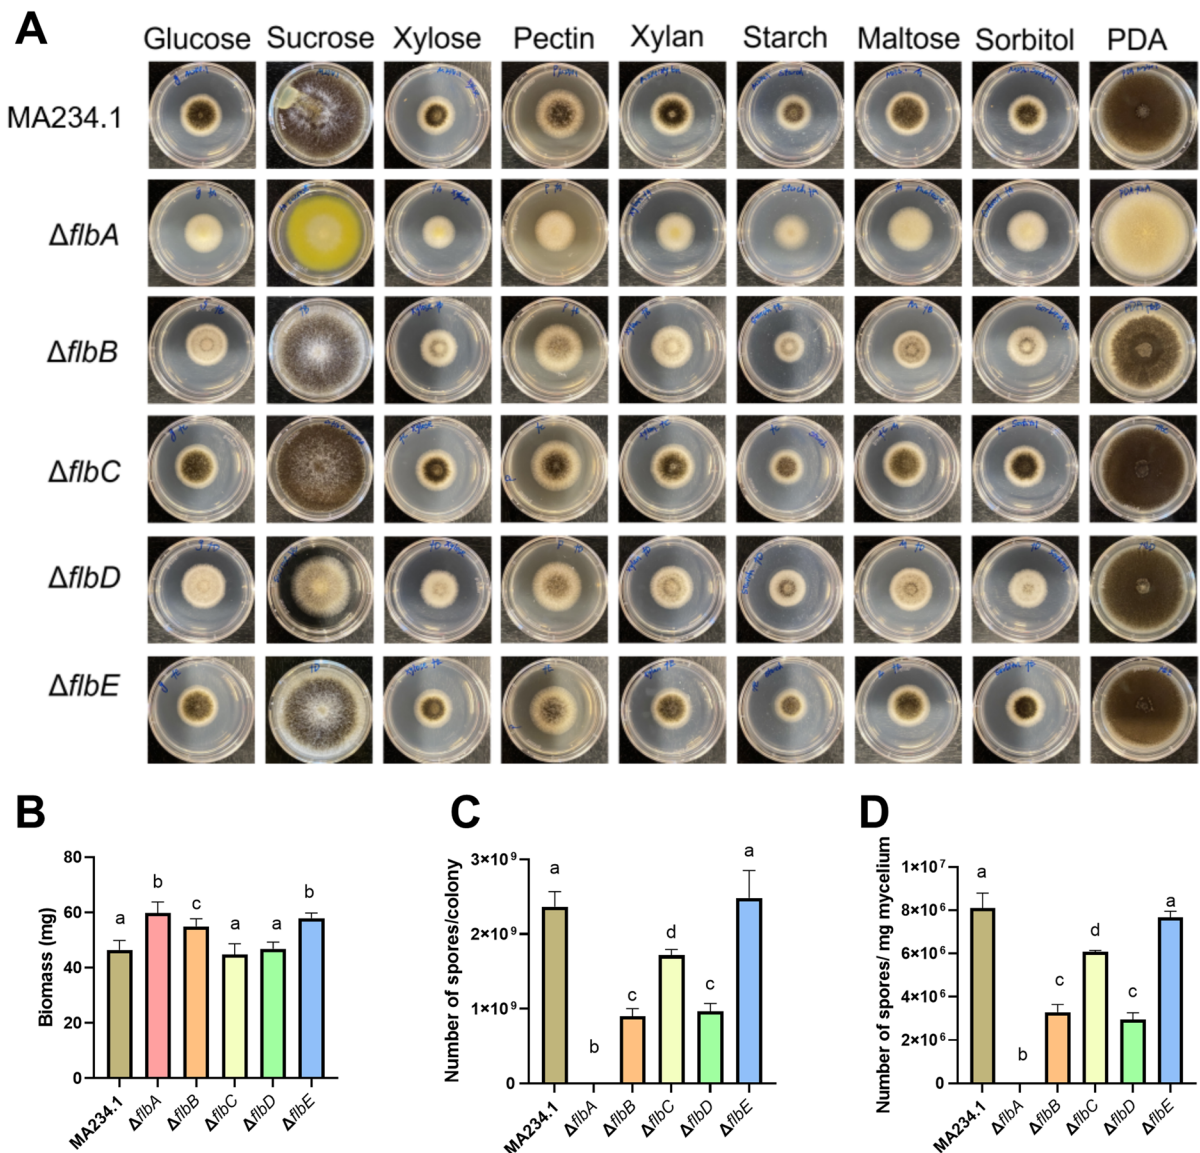 A
Glucose Sucrose Xylose Pectin Xylan Starch Maltose Sorbitol PDA
MA234.1
ΔflbA
ΔflbB
ΔflbC
ΔflbD
ΔflbE
B
Biomass (mg)
80
60
40
20
0
a
b
c
a
a
b
MA234.1
ΔflbA
ΔflbB
ΔflbC
ΔflbD
ΔflbE
C
Number of spores/colony
3×10⁹
2×10⁹
1×10⁹
0
a
b
c
d
c
a
MA234.1
ΔflbA
ΔflbB
ΔflbC
ΔflbD
ΔflbE
D
Number of spores/ mg mycelium
1×10⁷
8×10⁶
6×10⁶
4×10⁶
2×10⁶
0
a
b
c
d
c
a
MA234.1
ΔflbA
ΔflbB
ΔflbC
ΔflbD
ΔflbE